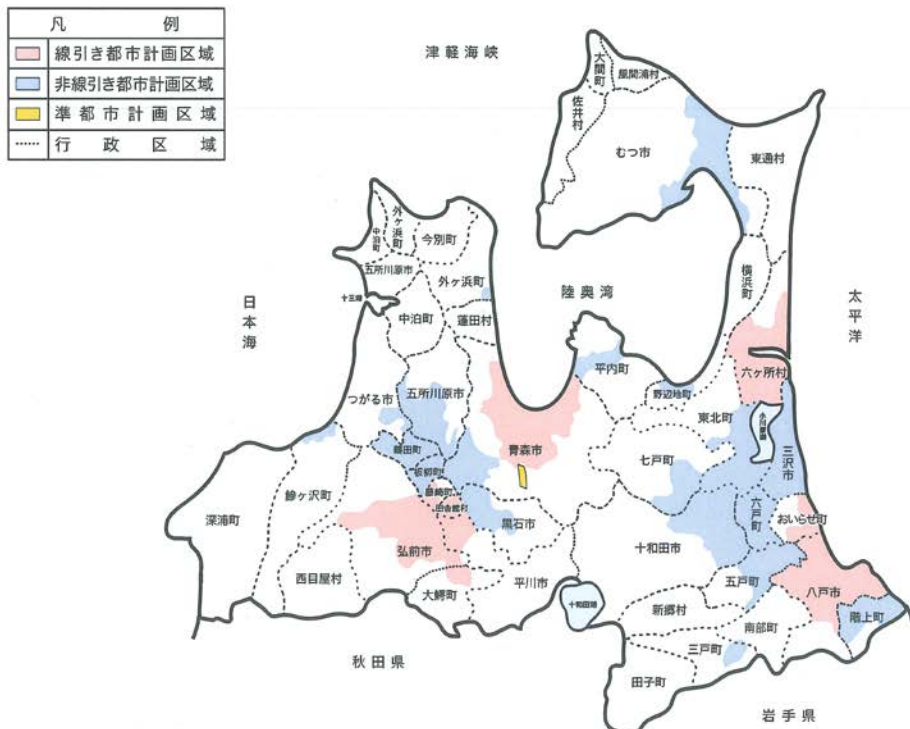 凡例
線引き都市計画区域
非線引き都市計画区域
準都市計画区域
行政区域
津軽海峡
大間町
風間浦村
佐井村
むつ市
東通村
外ヶ浜町
中泊町
今別町
五所川原市
外ヶ浜町
十三湖
中泊町
蓬田村
日本海
陸奥湾
横浜町
太平洋
平内町
六ヶ所村
野辺地町
つがる市
五所川原市
東北町
小川原湖
三沢市
鶴田町
青森市
七戸町
板柳町
藤崎町
田舎館村
鰺ヶ沢町
深浦町
黒石市
六戸町
おいらせ町
弘前市
十和田市
西目屋村
平川市
五戸町
八戸市
大鰐町
十和田湖
新郷村
階上町
南部町
三戸町
秋田県
田子町
岩手県